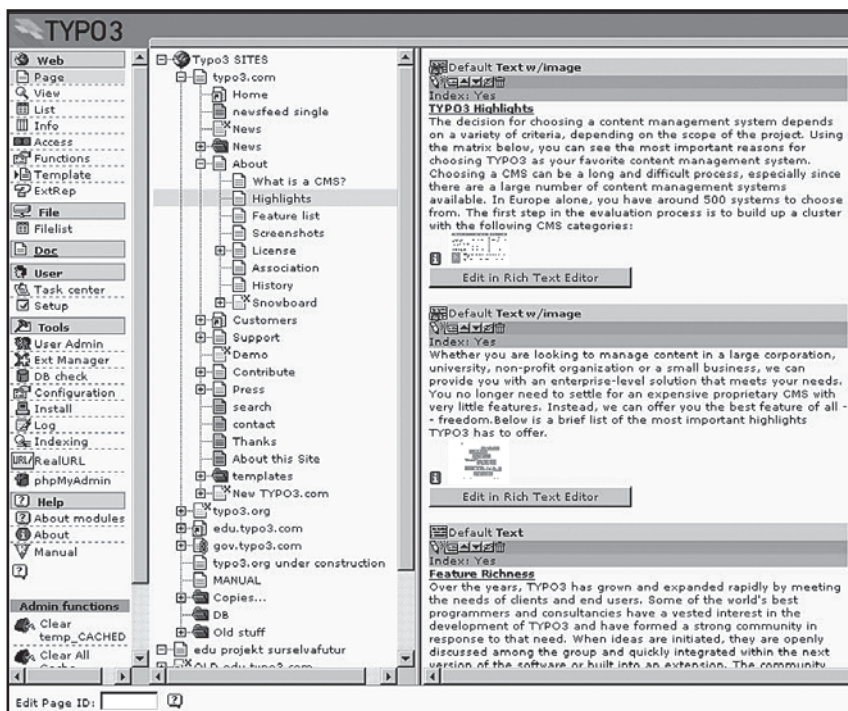 TYPO3
Web
Page
View
List
Info
Access
Functions
Template
ExtRep
File
Filelist
Doc
User
Task center
Setup
Tools
User Admin
Ext Manager
DB check
Configuration
Install
Log
Indexing
URL/ RealURL
phpMyAdmin
Help
About modules
About
Manual
Admin functions
Clear
temp_CACHED
Clear All
Cache
Typo3 SITES
typo3.com
Home
newsfeed single
News
News
About
What is a CMS?
Highlights
Feature list
Screenshots
License
Association
History
Snowboard
Customers
Support
Demo
Contribute
Press
search
contact
Thanks
About this Site
templates
New TYPO3.com
typo3.org
edu.typo3.com
gov.typo3.com
typo3.org under construction
MANUAL
Copies...
DB
Old stuff
edu projekt surselvafutur
OLD edu.typo3.com
Default Text w/image
Index: Yes
TYPO3 Highlights
The decision for choosing a content management system depends
on a variety of criteria, depending on the scope of the project. Using
the matrix below, you can see the most important reasons for
choosing TYPO3 as your favorite content management system.
Choosing a CMS can be a long and difficult process, especially since
there are a large number of content management systems
available. In Europe alone, you have around 500 systems to choose
from. The first step in the evaluation process is to build up a cluster
with the following CMS categories:
Edit in Rich Text Editor
Default Text w/image
Index: Yes
Whether you are looking to manage content in a large corporation,
university, non-profit organization or a small business, we can
provide you with an enterprise-level solution that meets your needs.
You no longer need to settle for an expensive proprietary CMS with
very little features. Instead, we can offer you the best feature of all -
- freedom.Below is a brief list of the most important highlights
TYPO3 has to offer.
Edit in Rich Text Editor
Default Text
Index: Yes
Feature Richness
Over the years, TYPO3 has grown and expanded rapidly by meeting
the needs of clients and end users. Some of the world's best
programmers and consultancies have a vested interest in the
development of TYPO3 and have formed a strong community in
response to that need. When ideas are initiated, they are openly
discussed among the group and quickly integrated within the next
version of the software or built into an extension. The community
Edit Page ID: